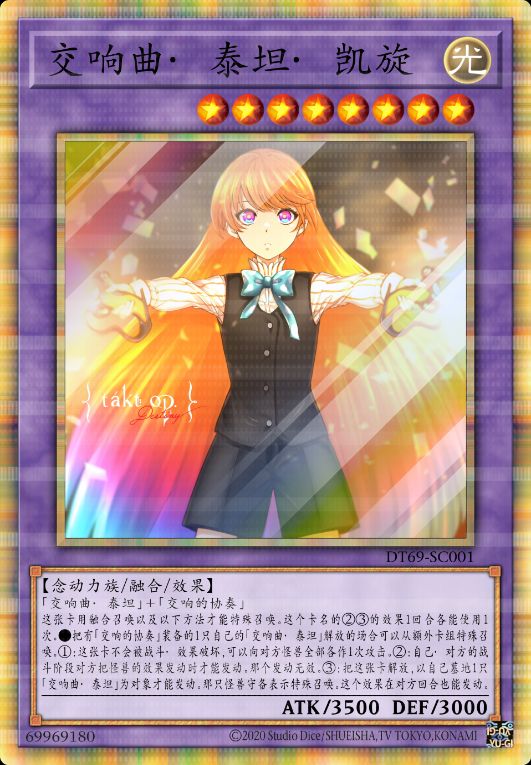 交响曲· 泰坦· 凯旋
光
{ takt op. }
Destiny
DT69-SC001
【念动力族/融合/效果】
「交响曲· 泰坦」+「交响的协奏」
这张卡用融合召唤以及以下方法才能特殊召唤。这个卡名的②③的效果1回合各能使用1
次。●把有「交响的协奏」装备的1只自己的「交响曲· 泰坦」解放的场合可以从额外卡组特殊召
唤。①：这张卡不会被战斗·效果破坏，可以向对方怪兽全部各作1次攻击。②：自己·对方的战
斗阶段对方把怪兽的效果发动时才能发动。那个发动无效。③：把这张卡解放，以自己墓地1只
「交响曲· 泰坦」为对象才能发动。那只怪兽守备表示特殊召唤。这个效果在对方回合也能发动。
ATK/3500 DEF/3000
69969180
©2020 Studio Dice/SHUEISHA,TV TOKYO,KONAMI